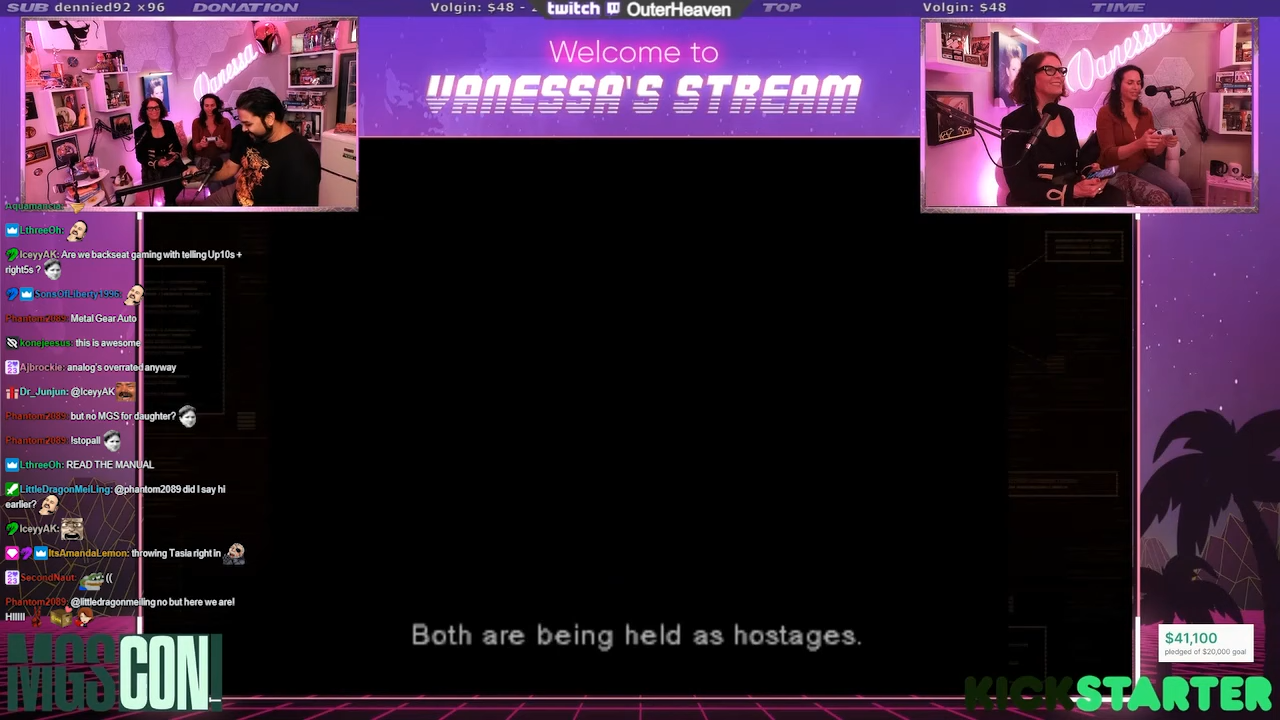 SUB dennied92 ×96
DONATION
Volgin: $48 -
twitch OuterHeaven
TOP
Volgin: $48
TIME
Welcome to
VANESSA'S STREAM
Vanessa
Vanessa
Aquamaticia:
LthreeOh:
IceyyAK: Are we backseat gaming with telling Up10s +
right5s ?
SonsOfLiberty1996:
Phantom2089: Metal Gear Auto
konejeesus: this is awesome
Ajbrockie: analog's overrated anyway
Dr_Junjun: @IceyyAK
Phantom2089: but no MGS for daughter?
Phantom2089: !stopall
LthreeOh: READ THE MANUAL
LittleDragonMeiLing: @phantom2089 did I say hi
earlier?
IceyyAK:
ItsAmandaLemon: throwing Tasia right in
SecondNaut: ((
Phantom2089: @littledragonmeiling no but here we are!
HIIIII
Both are being held as hostages.
MGSCON!
$41,100
pledged of $20,000 goal
KICKSTARTER